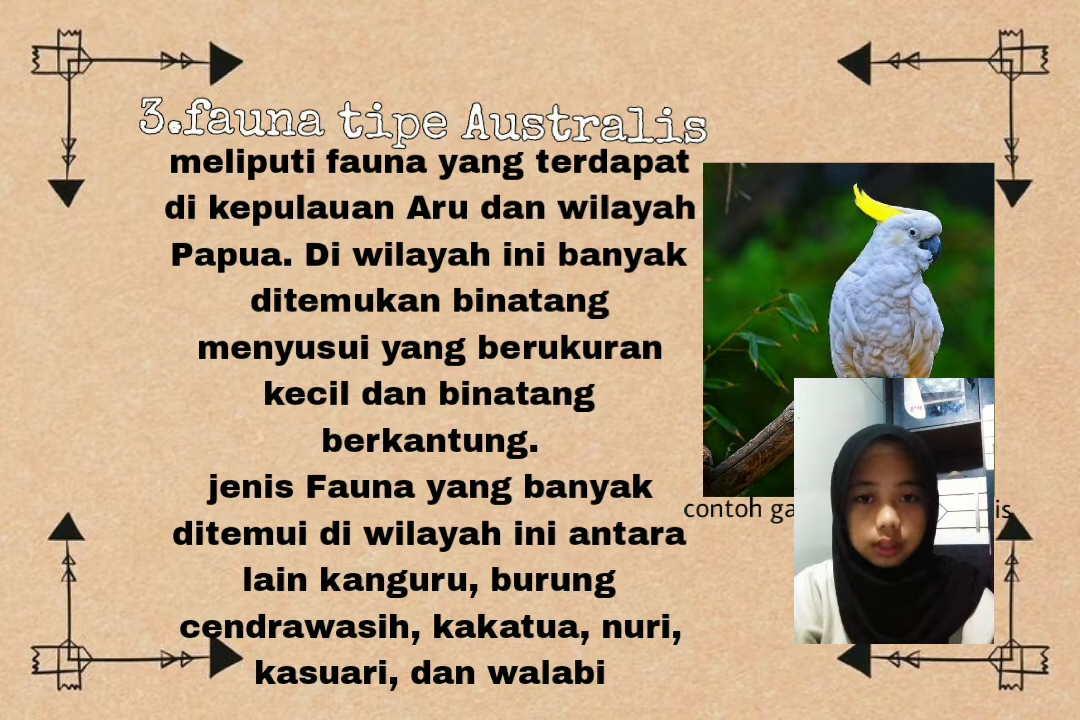 3.fauna tipe Australis
meliputi fauna yang terdapat
di kepulauan Aru dan wilayah
Papua. Di wilayah ini banyak
ditemukan binatang
menyusui yang berukuran
kecil dan binatang
berkantung.
jenis Fauna yang banyak
ditemui di wilayah ini antara
lain kanguru, burung
cendrawasih, kakatua, nuri,
kasuari, dan walabi
contoh